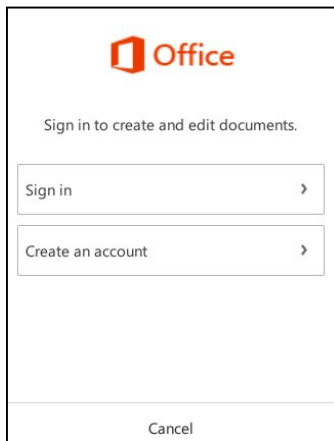 Office
Sign in to create and edit documents.
Sign in
Create an account
Cancel